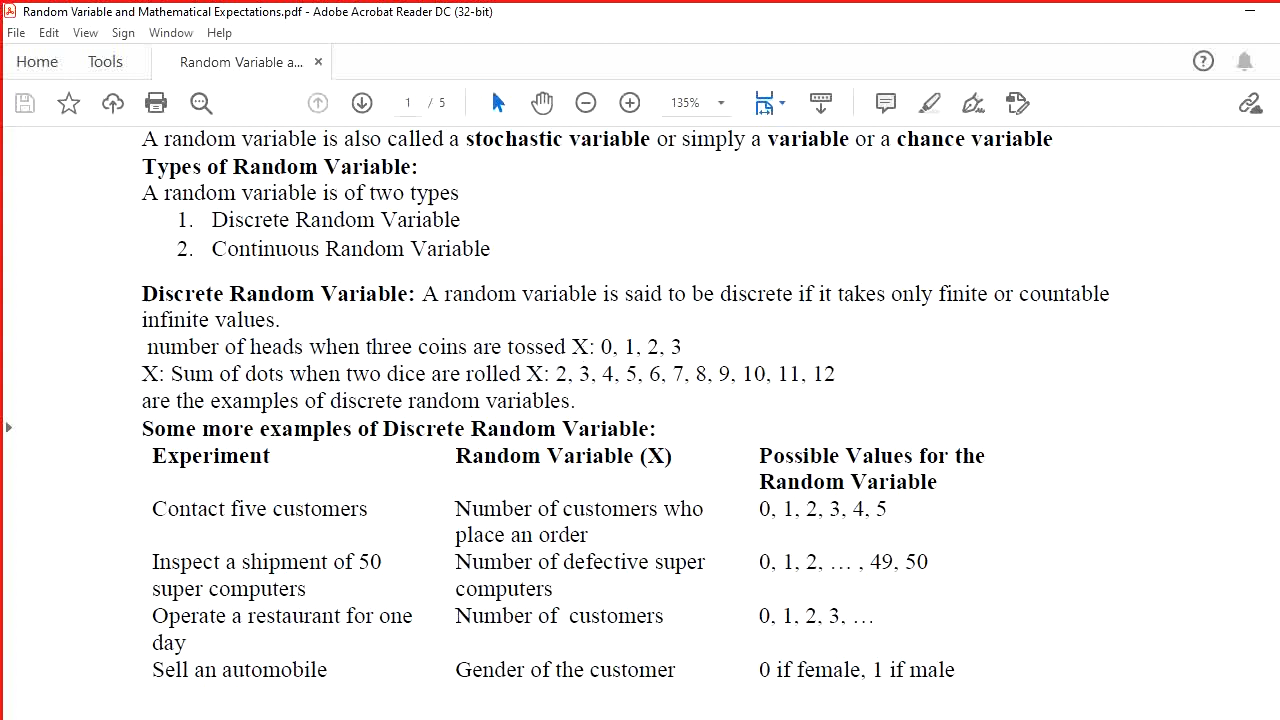 Random Variable and Mathematical Expectations.pdf - Adobe Acrobat Reader DC (32-bit)
File Edit View Sign Window Help
Home Tools Random Variable a... ×
1 / 5 135%
A random variable is also called a stochastic variable or simply a variable or a chance variable
Types of Random Variable:
A random variable is of two types
1. Discrete Random Variable
2. Continuous Random Variable
Discrete Random Variable: A random variable is said to be discrete if it takes only finite or countable
infinite values.
number of heads when three coins are tossed X: 0, 1, 2, 3
X: Sum of dots when two dice are rolled X: 2, 3, 4, 5, 6, 7, 8, 9, 10, 11, 12
are the examples of discrete random variables.
Some more examples of Discrete Random Variable:
Experiment Random Variable (X) Possible Values for the
Random Variable
Contact five customers Number of customers who 0, 1, 2, 3, 4, 5
place an order
Inspect a shipment of 50 Number of defective super 0, 1, 2, … , 49, 50
super computers computers
Operate a restaurant for one Number of customers 0, 1, 2, 3, …
day
Sell an automobile Gender of the customer 0 if female, 1 if male